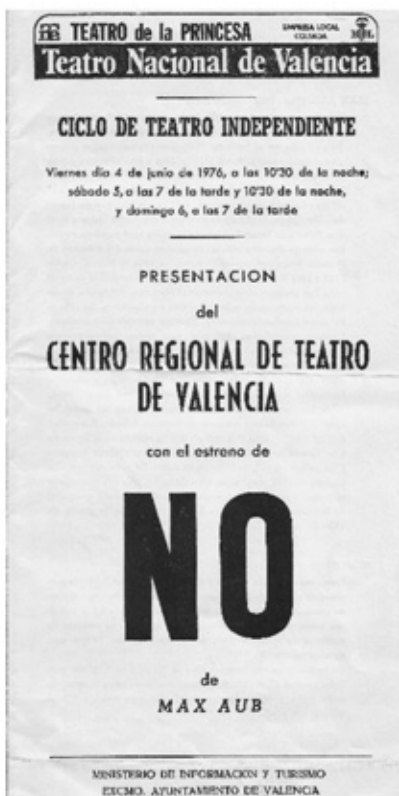 TEATRO de la PRINCESA
EMPRESA LOCAL
COLSADA
Teatro Nacional de Valencia
CICLO DE TEATRO INDEPENDIENTE
Viernes día 4 de junio de 1976, a las 10'30 de la noche;
sábado 5, a las 7 de la tarde y 10'30 de la noche,
y domingo 6, a las 7 de la tarde
PRESENTACION
del
CENTRO REGIONAL DE TEATRO
DE VALENCIA
con el estreno de
NO
de
MAX AUB
MINISTERIO DE INFORMACION Y TURISMO
EXCMO. AYUNTAMIENTO DE VALENCIA